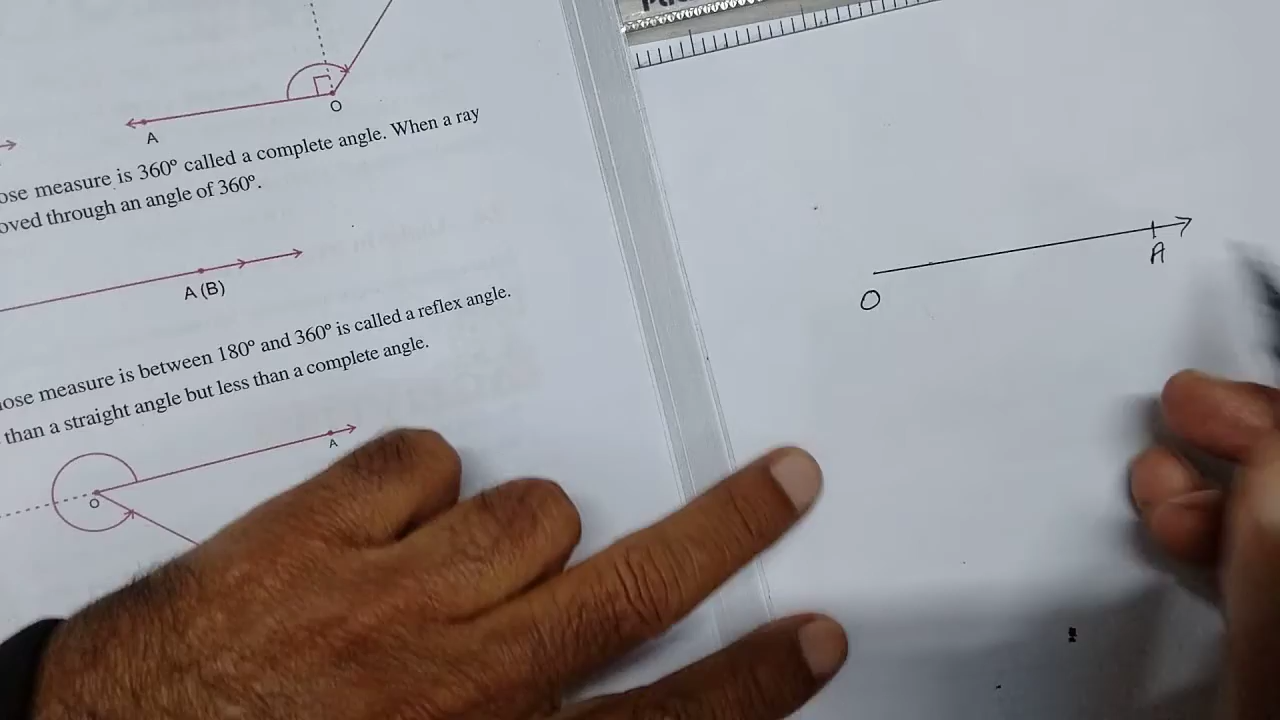 O
A
ose measure is 360° called a complete angle. When a ray
oved through an angle of 360°.
A (B)
ose measure is between 180° and 360° is called a reflex angle.
than a straight angle but less than a complete angle.
A
O
O
A